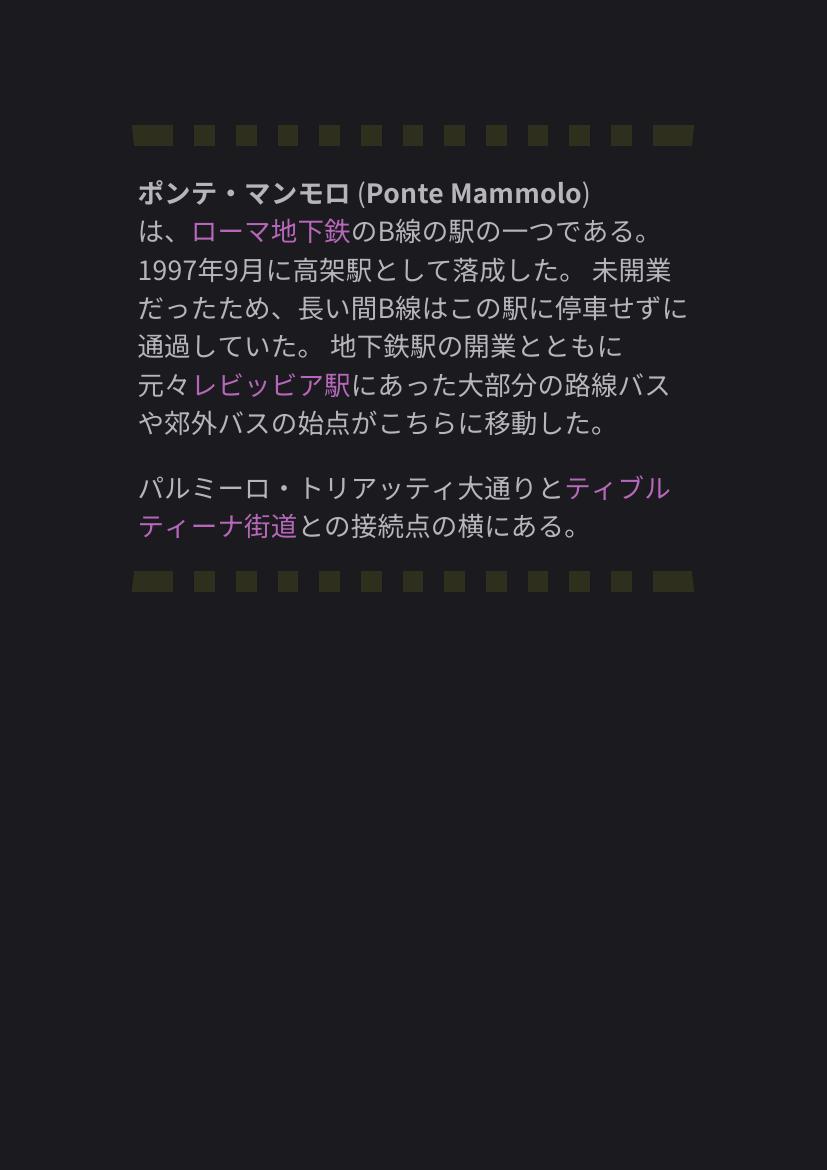 ポンテ・マンモロ (Ponte Mammolo)
は、ローマ地下鉄のB線の駅の一つである。
1997年9月に高架駅として落成した。 未開業
だったため、長い間B線はこの駅に停車せずに
通過していた。 地下鉄駅の開業とともに
元々レビッビア駅にあった大部分の路線バス
や郊外バスの始点がこちらに移動した。
パルミーロ・トリアッティ大通りとティブル
ティーナ街道との接続点の横にある。